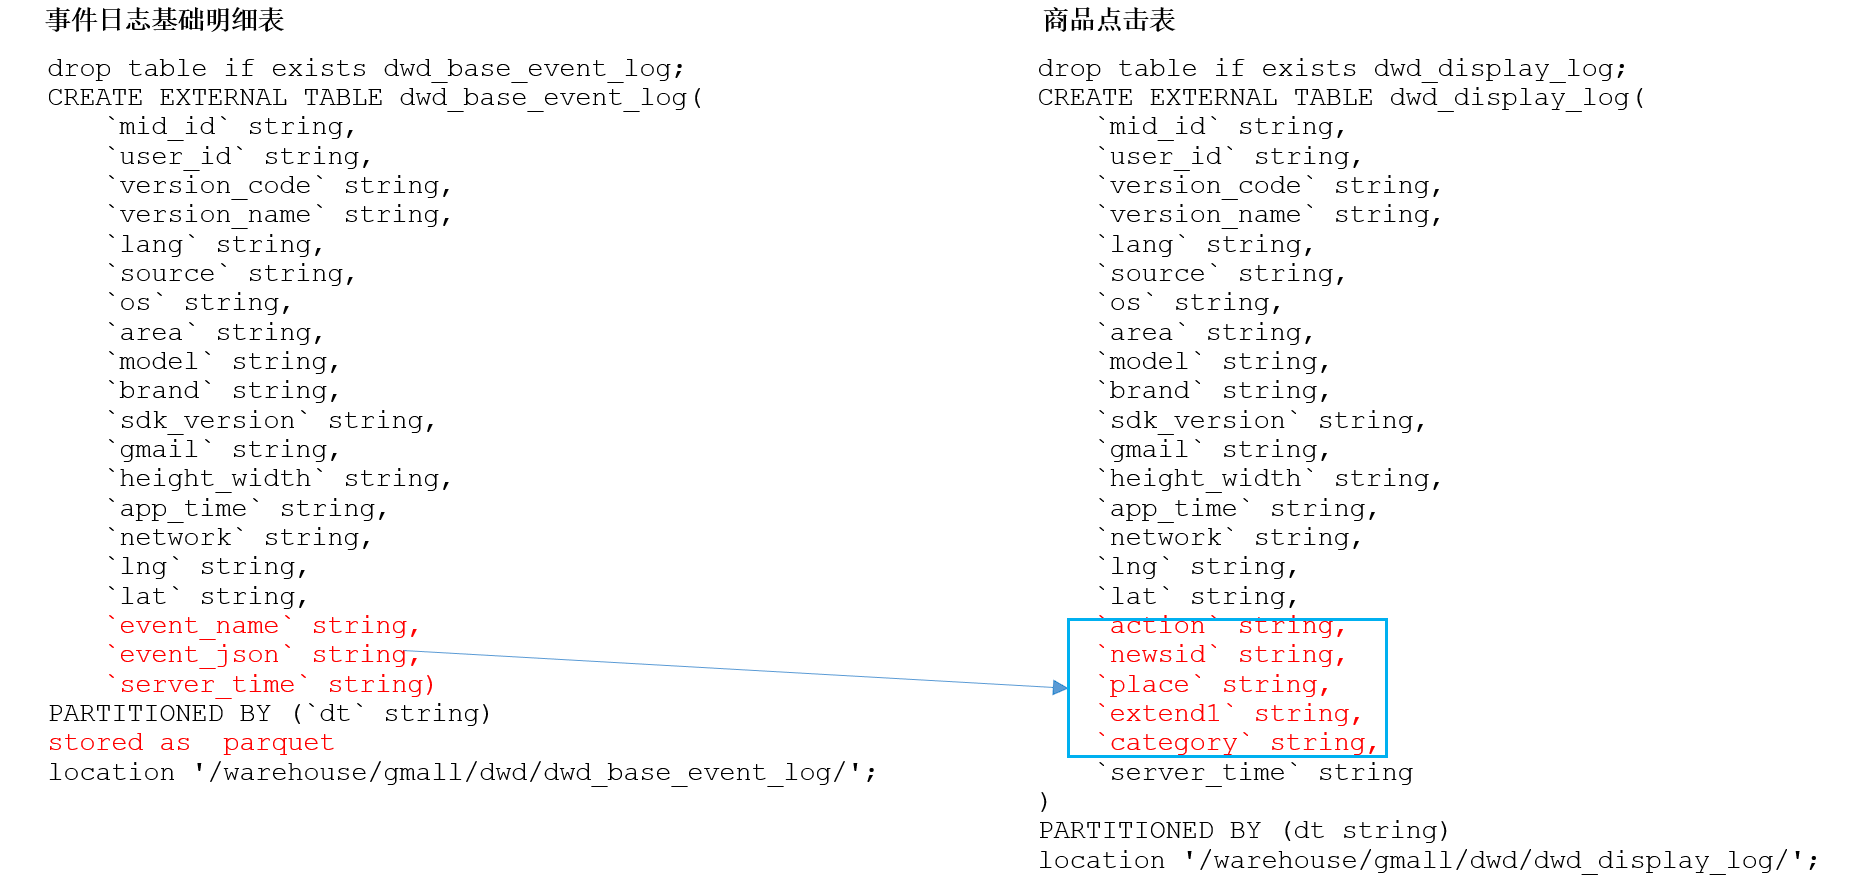 事件日志基础明细表
drop table if exists dwd_base_event_log;
CREATE EXTERNAL TABLE dwd_base_event_log(
`mid_id` string,
`user_id` string,
`version_code` string,
`version_name` string,
`lang` string,
`source` string,
`os` string,
`area` string,
`model` string,
`brand` string,
`sdk_version` string,
`gmail` string,
`height_width` string,
`app_time` string,
`network` string,
`lng` string,
`lat` string,
`event_name` string,
`event_json` string,
`server_time` string)
PARTITIONED BY (`dt` string)
stored as  parquet
location '/warehouse/gmall/dwd/dwd_base_event_log/';
商品点击表
drop table if exists dwd_display_log;
CREATE EXTERNAL TABLE dwd_display_log(
`mid_id` string,
`user_id` string,
`version_code` string,
`version_name` string,
`lang` string,
`source` string,
`os` string,
`area` string,
`model` string,
`brand` string,
`sdk_version` string,
`gmail` string,
`height_width` string,
`app_time` string,
`network` string,
`lng` string,
`lat` string,
`action` string,
`newsid` string,
`place` string,
`extend1` string,
`category` string,
`server_time` string
)
PARTITIONED BY (dt string)
location '/warehouse/gmall/dwd/dwd_display_log/';